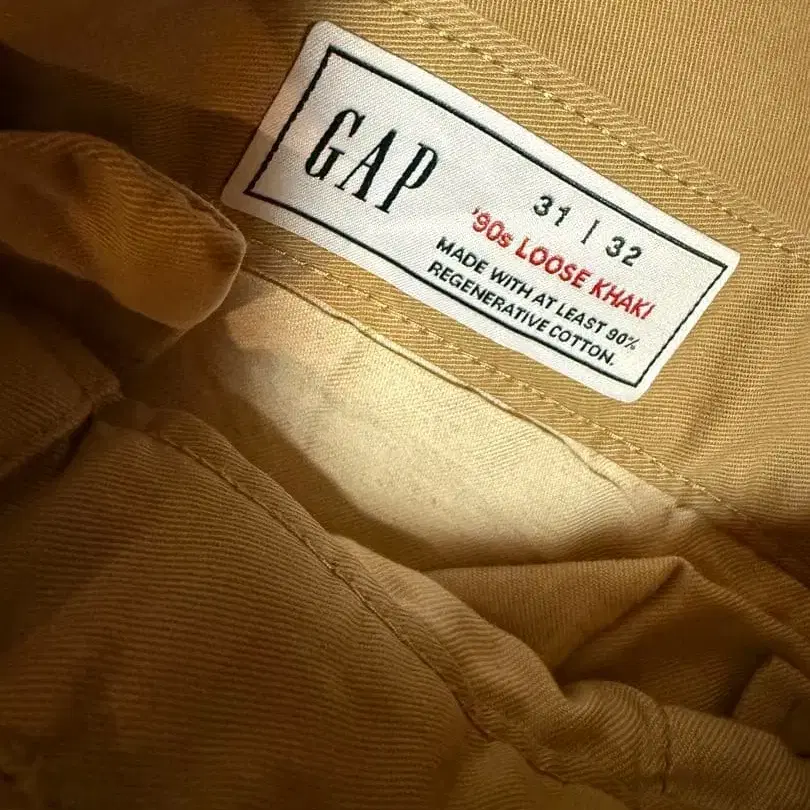 GAP
31 | 32
'90s LOOSE KHAKI
MADE WITH AT LEAST 90%
REGENERATIVE COTTON.